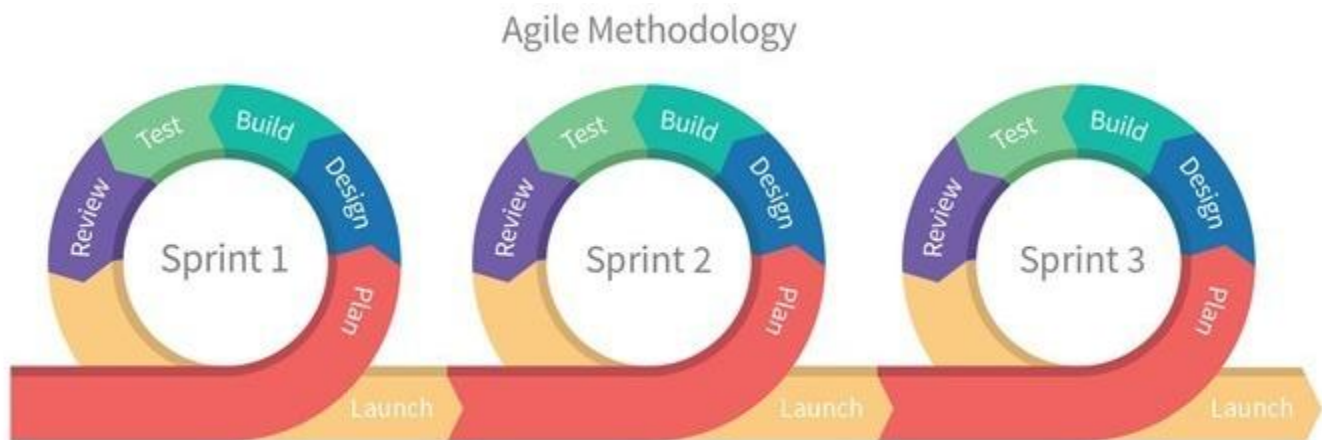 Agile Methodology
Test
Build
Review
Design
Sprint 1
Plan
Launch
Test
Build
Review
Design
Sprint 2
Plan
Launch
Test
Build
Review
Design
Sprint 3
Plan
Launch